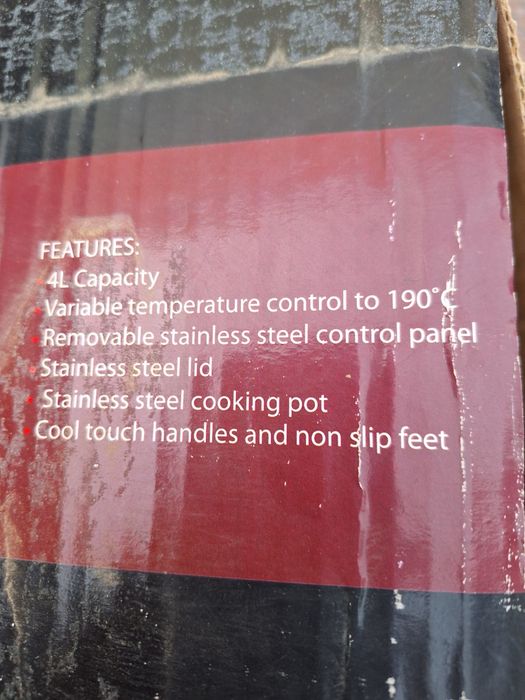 FEATURES:
4L Capacity
Variable temperature control to 190°C
Removable stainless steel control panel
Stainless steel lid
Stainless steel cooking pot
Cool touch handles and non slip feet